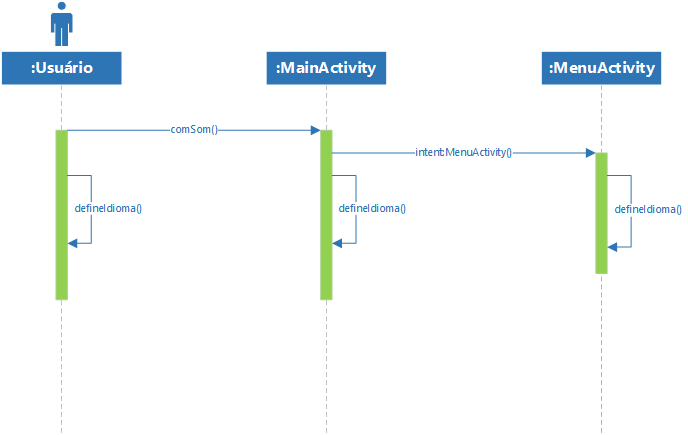 :Usuário
:MainActivity
:MenuActivity
comSom()
intent:MenuActivity()
defineIdioma()
defineIdioma()
defineIdioma()